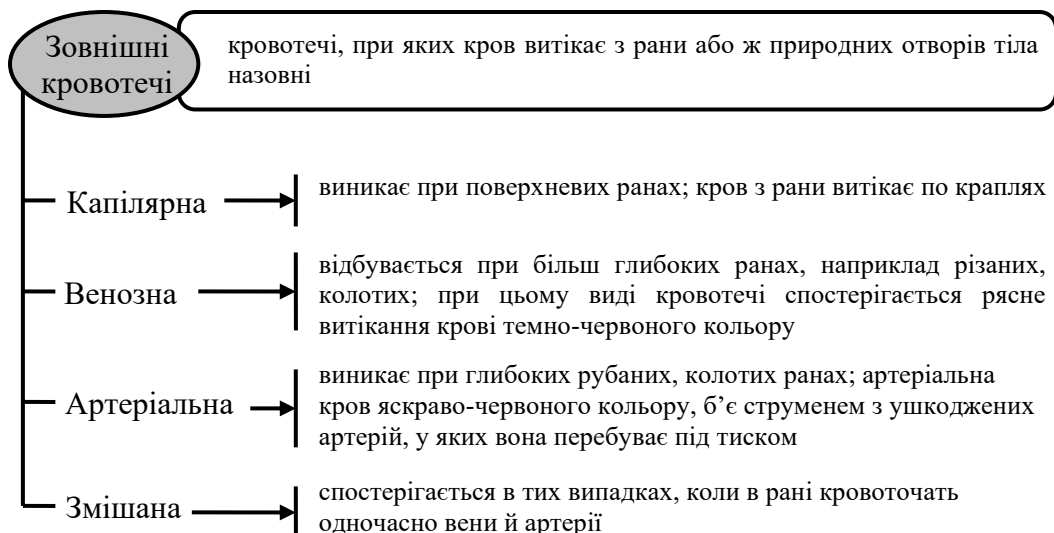 Зовнішні
кровотечі
кровотечі, при яких кров витікає з рани або ж природних отворів тіла
назовні
Капілярна
виникає при поверхневих ранах; кров з рани витікає по краплях
Венозна
відбувається при більш глибоких ранах, наприклад різаних,
колотих; при цьому виді кровотечі спостерігається рясне
витікання крові темно-червоного кольору
Артеріальна
виникає при глибоких рубаних, колотих ранах; артеріальна
кров яскраво-червоного кольору, б’є струменем з ушкоджених
артерій, у яких вона перебуває під тиском
Змішана
спостерігається в тих випадках, коли в рані кровоточать
одночасно вени й артерії